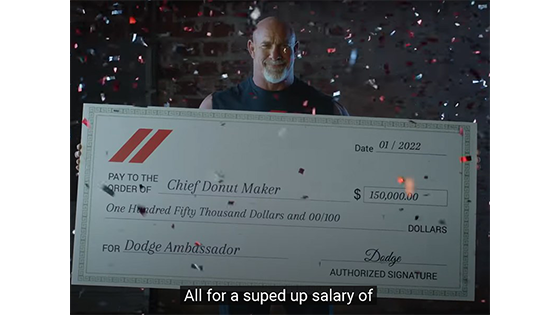 Date 01 / 2022
PAY TO THE
ORDER OF Chief Donut Maker $ 150,000.00
One Hundred Fifty Thousand Dollars and 00/100
DOLLARS
FOR Dodge Ambassador Dodge
AUTHORIZED SIGNATURE
All for a suped up salary of